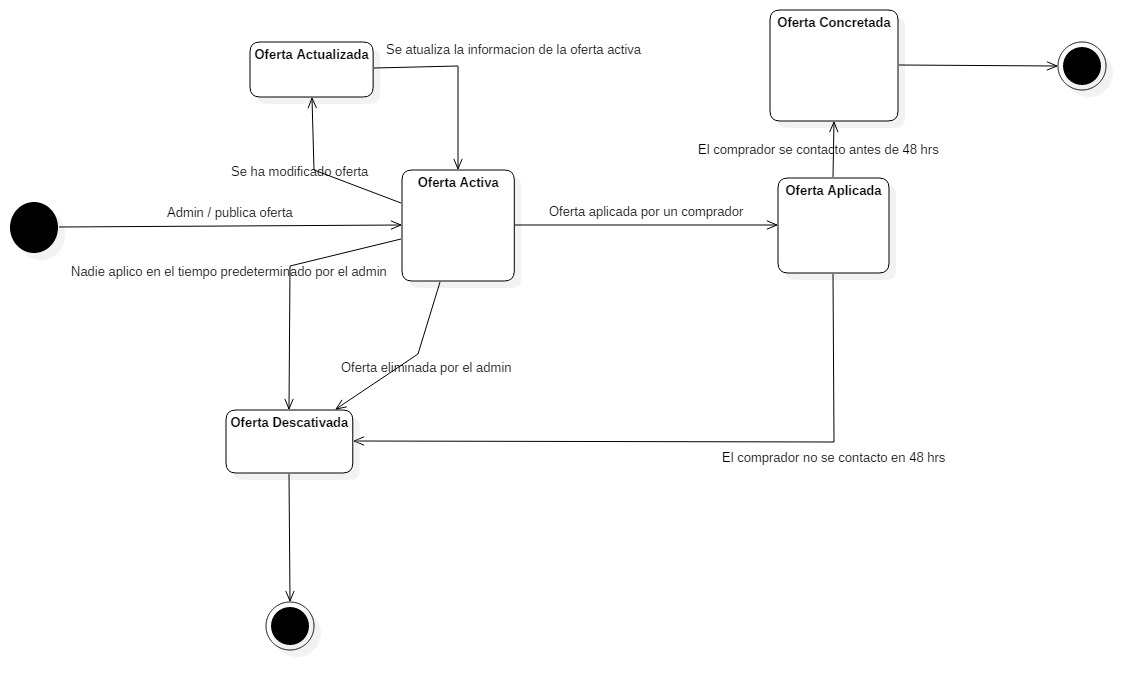 Oferta Concretada
Oferta Actualizada
Se atualiza la informacion de la oferta activa
El comprador se contacto antes de 48 hrs
Se ha modificado oferta
Oferta Activa
Oferta Aplicada
Admin / publica oferta
Oferta aplicada por un comprador
Nadie aplico en el tiempo predeterminado por el admin
Oferta eliminada por el admin
Oferta Descativada
El comprador no se contacto en 48 hrs